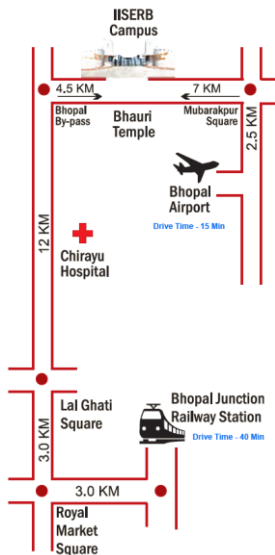 IISERB
Campus
4.5 KM
7 KM
Bhopal
By-pass
Bhauri
Temple
Mubarakpur
Square
2.5 KM
Bhopal
Airport
Drive Time - 15 Min
12 KM
Chirayu
Hospital
Lal Ghati
Square
Bhopal Junction
Railway Station
Drive Time - 40 Min
3.0 KM
3.0 KM
Royal
Market
Square